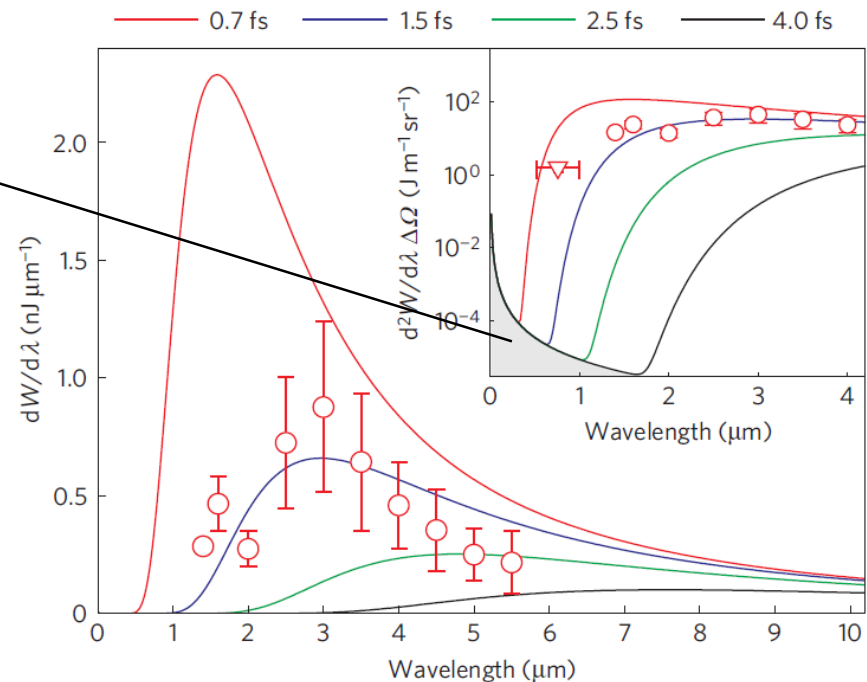 0.7 fs 1.5 fs 2.5 fs 4.0 fs
dW/dλ (nJ μm⁻¹)
2.0
1.5
1.0
0.5
0
0 1 2 3 4 5 6 7 8 9 10
Wavelength (μm)
d²W/dλ ΔΩ (J m⁻¹ sr⁻¹)
10²
10⁰
10⁻²
10⁻⁴
0 1 2 3 4
Wavelength (μm)